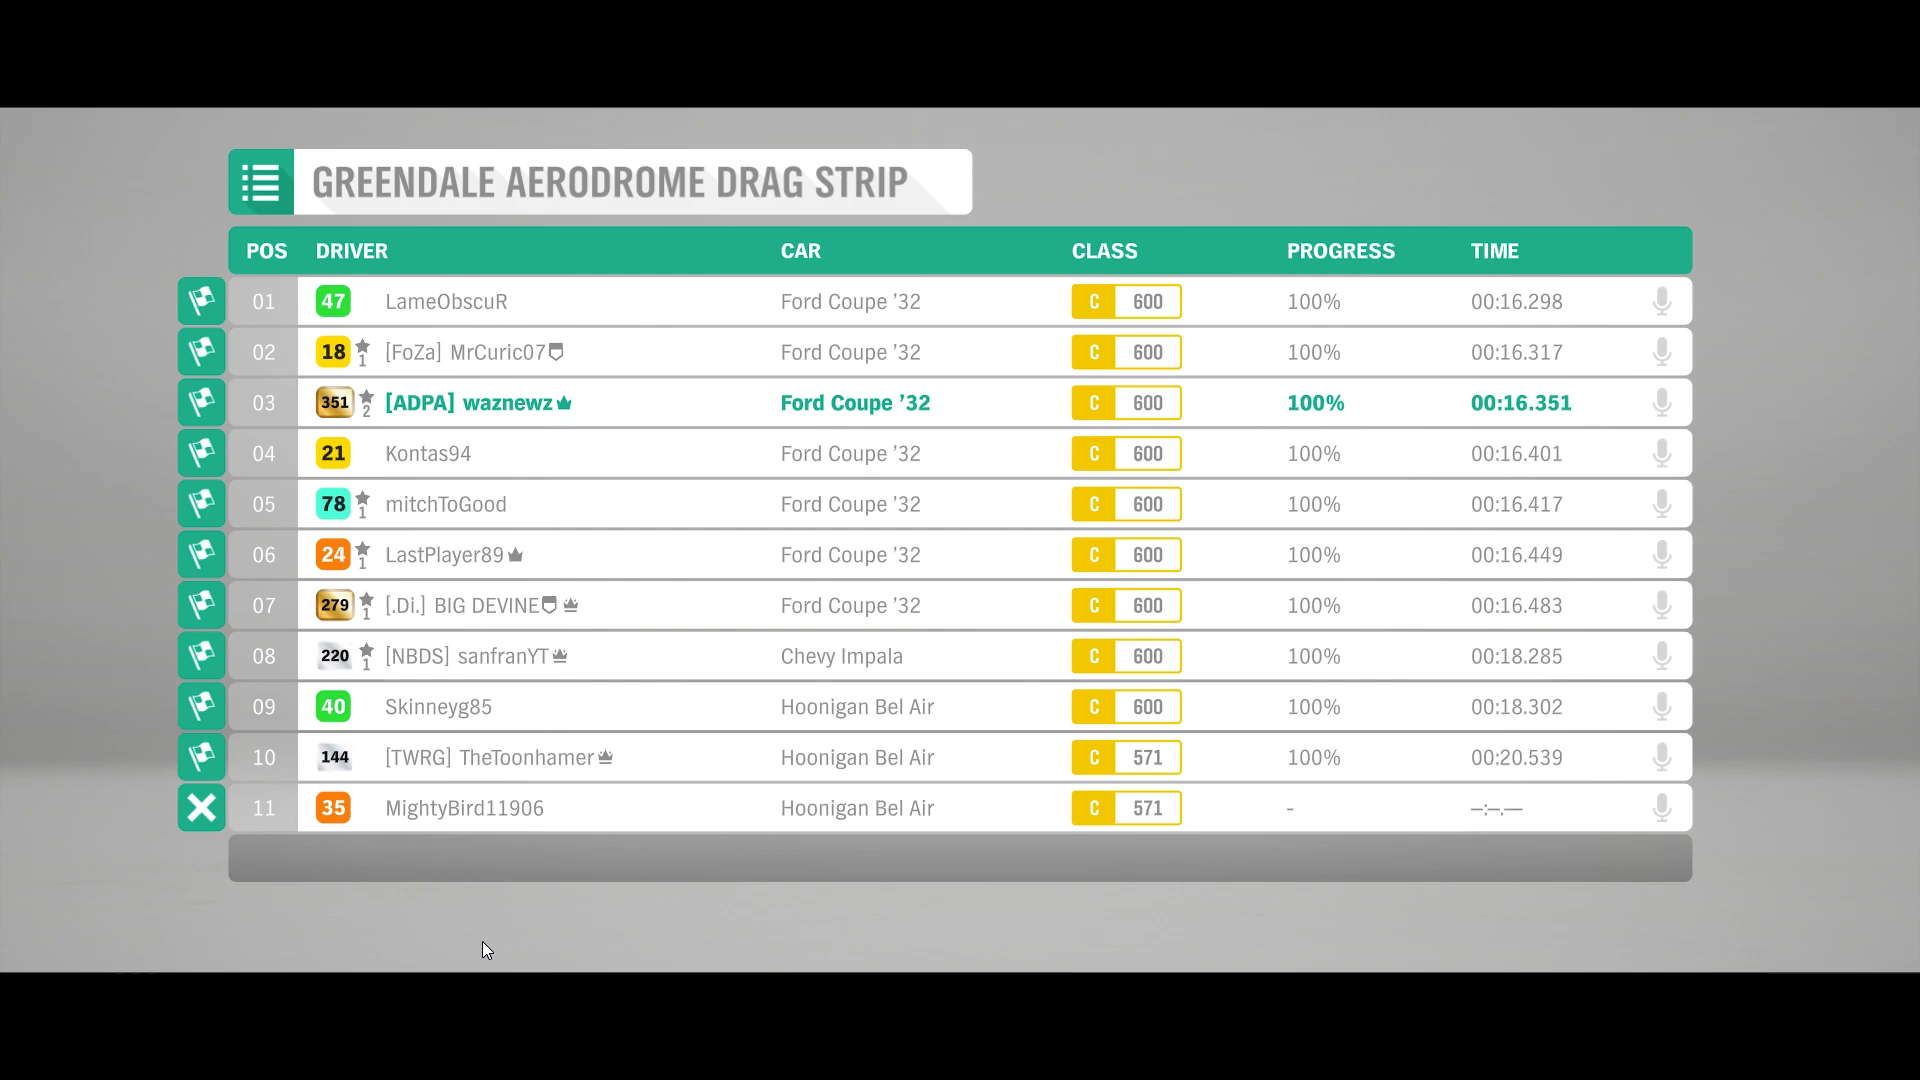 GREENDALE AERODROME DRAG STRIP
POS DRIVER CAR CLASS PROGRESS TIME
01 47 LameObscuR Ford Coupe ’32 C 600 100% 00:16.298
02 18 1 [FoZa] MrCuric07 Ford Coupe ’32 C 600 100% 00:16.317
03 351 2 [ADPA] waznewz Ford Coupe ’32 C 600 100% 00:16.351
04 21 Kontas94 Ford Coupe ’32 C 600 100% 00:16.401
05 78 1 mitchToGood Ford Coupe ’32 C 600 100% 00:16.417
06 24 1 LastPlayer89 Ford Coupe ’32 C 600 100% 00:16.449
07 279 1 [.Di.] BIG DEVINE Ford Coupe ’32 C 600 100% 00:16.483
08 220 1 [NBDS] sanfranYT Chevy Impala C 600 100% 00:18.285
09 40 Skinneyg85 Hoonigan Bel Air C 600 100% 00:18.302
10 144 [TWRG] TheToonhamer Hoonigan Bel Air C 571 100% 00:20.539
11 35 MightyBird11906 Hoonigan Bel Air C 571 - --:--.---